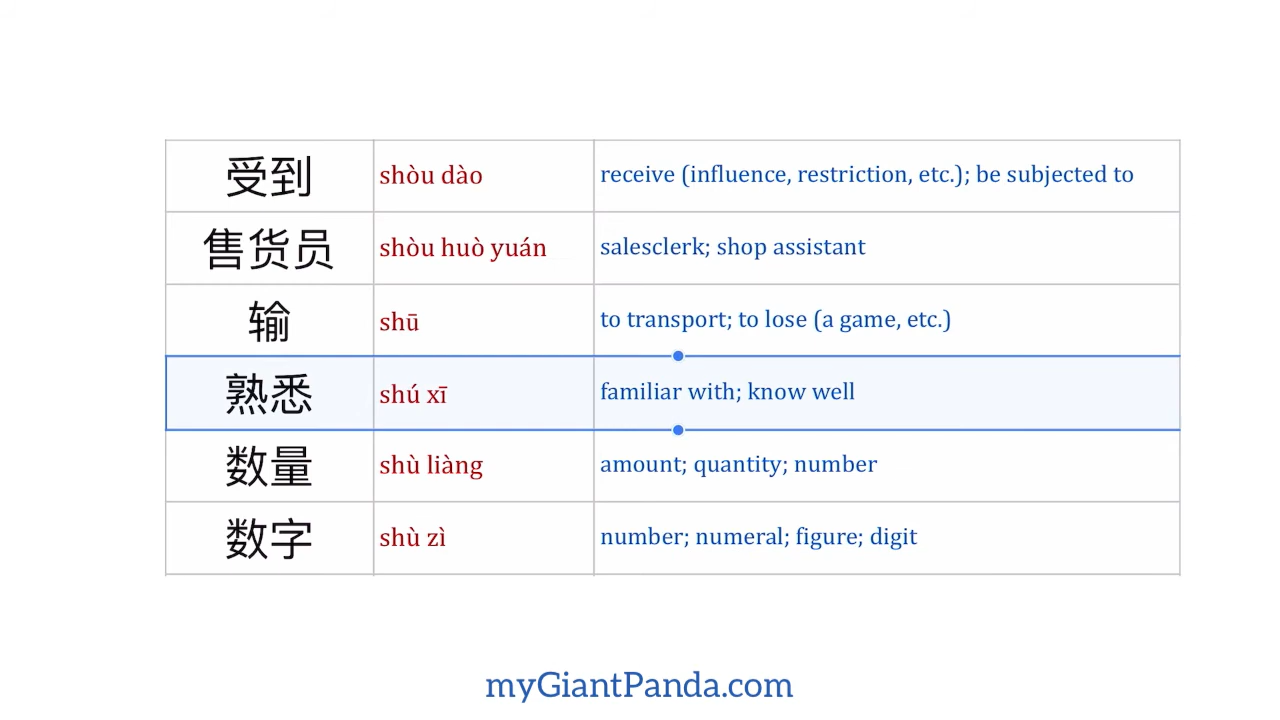 受到 shòu dào receive (influence, restriction, etc.); be subjected to
售货员 shòu huò yuán salesclerk; shop assistant
输 shū to transport; to lose (a game, etc.)
熟悉 shú xī familiar with; know well
数量 shù liàng amount; quantity; number
数字 shù zì number; numeral; figure; digit
myGiantPanda.com